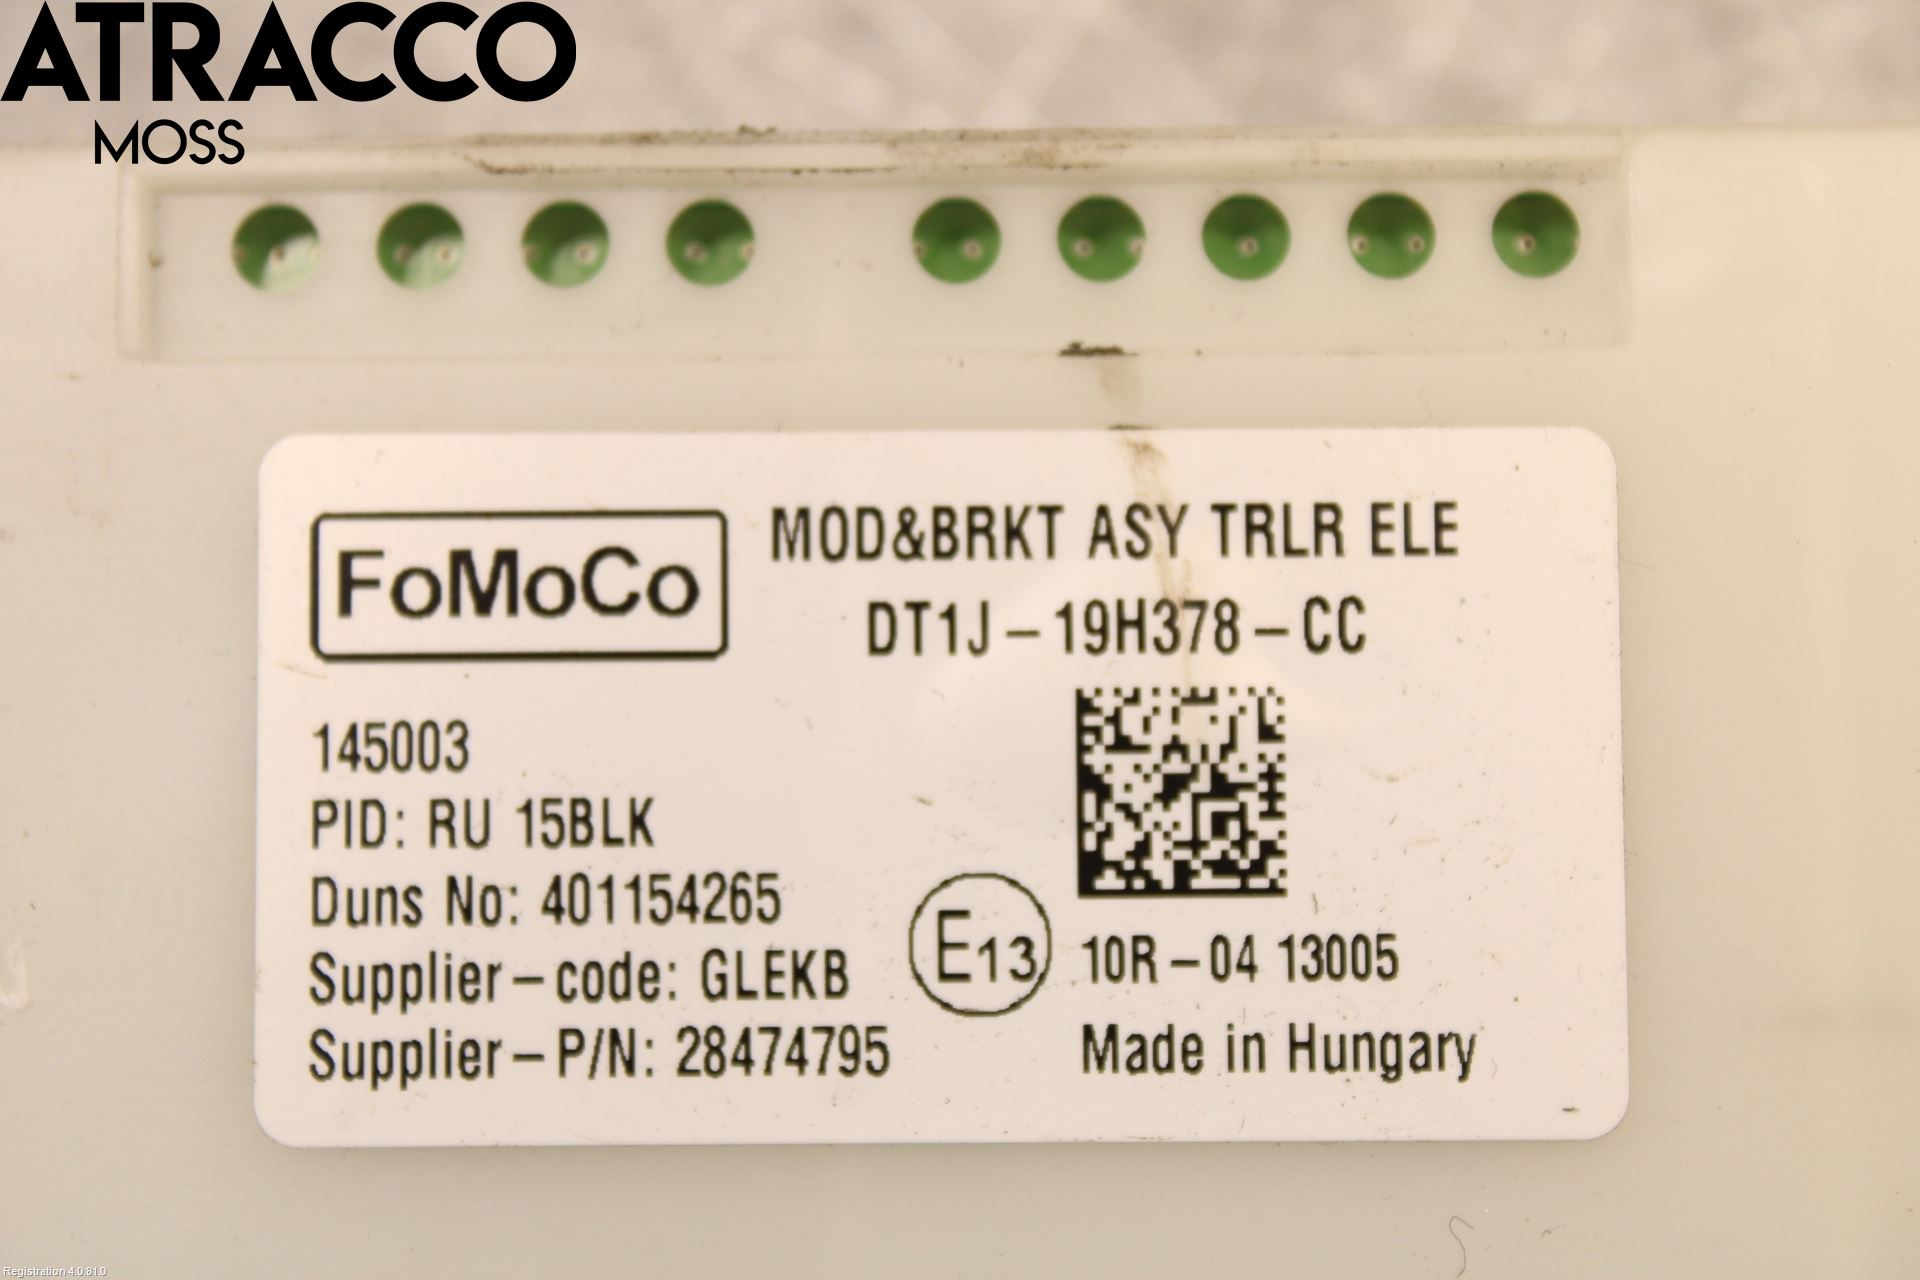 ATRACCO
MOSS
FoMoCo
MOD&BRKT ASY TRLR ELE
DT1J-19H378-CC
145003
PID: RU 15BLK
Duns No: 401154265
Supplier-code: GLEKB
Supplier-P/N: 28474795
E13
10R-04 13005
Made in Hungary
Registration 4.0.81.0